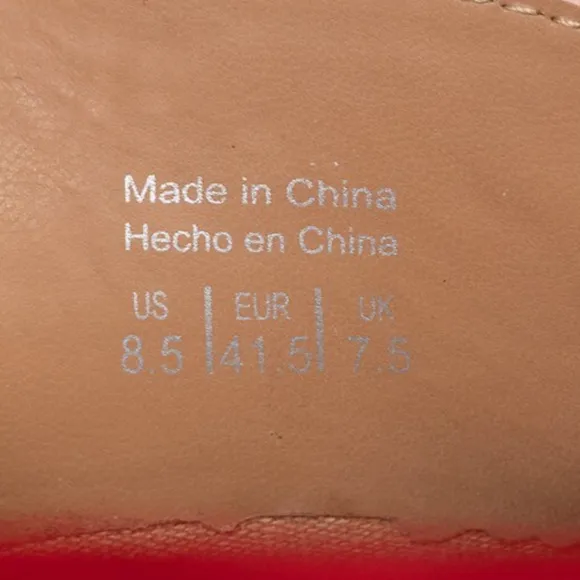 Made in China
Hecho en China
US | EUR | UK
8.5 | 41.5 | 7.5